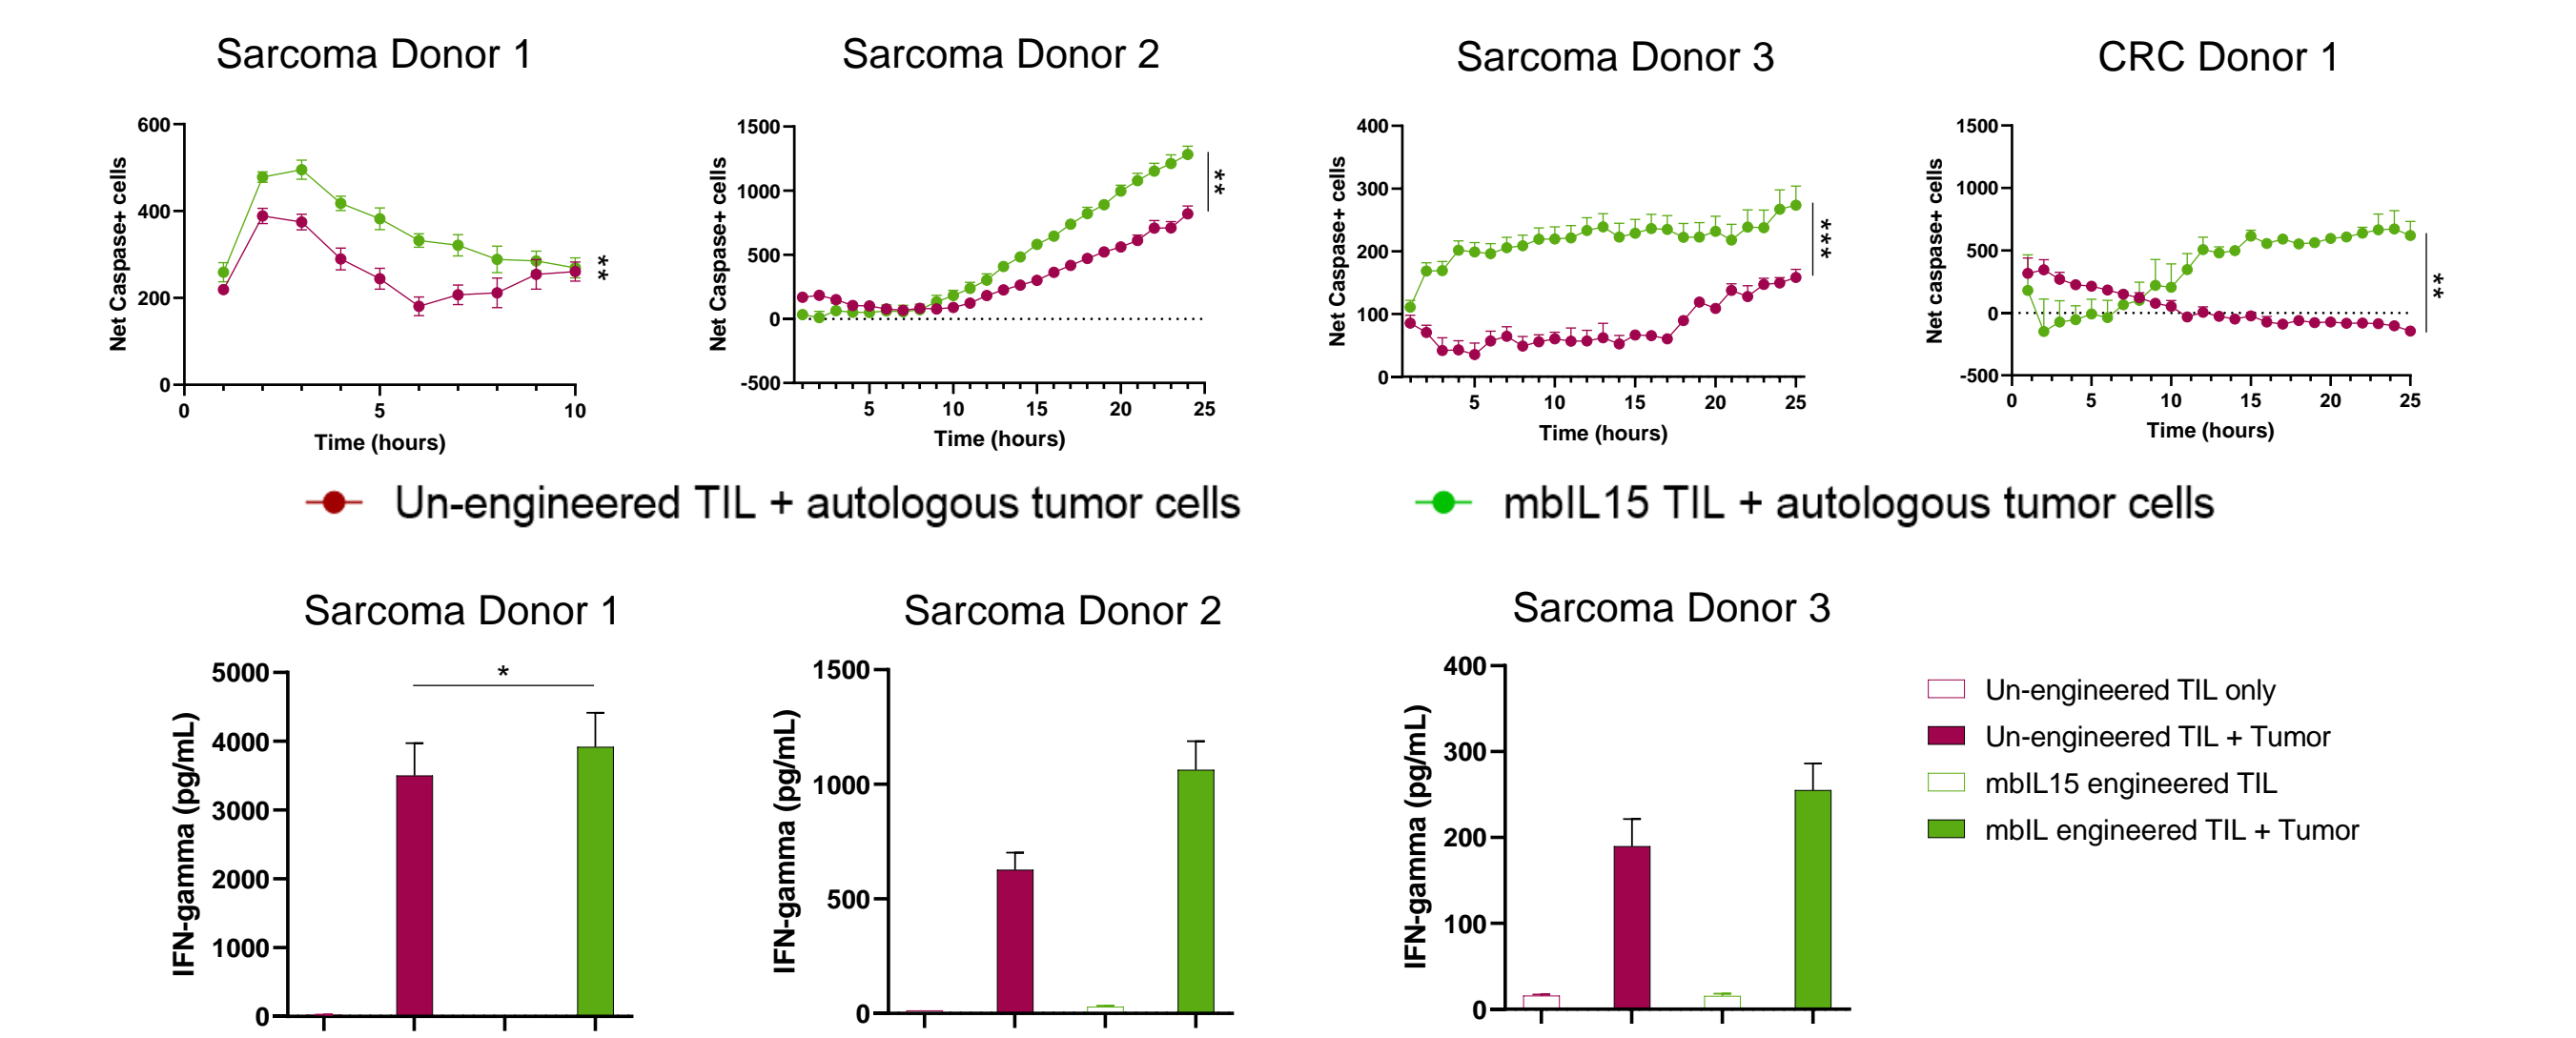 Sarcoma Donor 1
Sarcoma Donor 2
Sarcoma Donor 3
CRC Donor 1
Net Caspase+ cells
600
400
200
0
0
5
10
Time (hours)
**
Net Caspase+ cells
1500
1000
500
0
-500
5
10
15
20
25
Time (hours)
**
Net Caspase+ cells
400
300
200
100
0
5
10
15
20
25
Time (hours)
***
Net caspase+ cells
1500
1000
500
0
-500
0
5
10
15
20
25
Time (hours)
**
Un-engineered TIL + autologous tumor cells
mbIL15 TIL + autologous tumor cells
Sarcoma Donor 1
Sarcoma Donor 2
Sarcoma Donor 3
IFN-gamma (pg/mL)
5000
4000
3000
2000
1000
0
*
IFN-gamma (pg/mL)
1500
1000
500
0
IFN-gamma (pg/mL)
400
300
200
100
0
Un-engineered TIL only
Un-engineered TIL + Tumor
mbIL15 engineered TIL
mbIL engineered TIL + Tumor